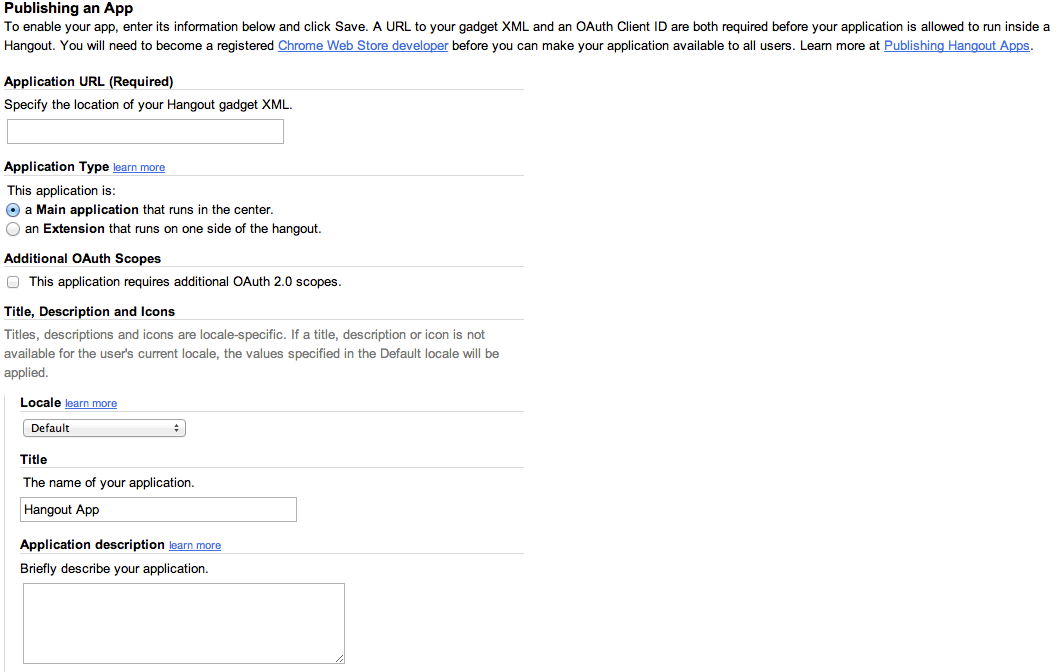 Publishing an App
To enable your app, enter its information below and click Save. A URL to your gadget XML and an OAuth Client ID are both required before your application is allowed to run inside a
Hangout. You will need to become a registered Chrome Web Store developer before you can make your application available to all users. Learn more at Publishing Hangout Apps.
Application URL (Required)
Specify the location of your Hangout gadget XML.
Application Type learn more
This application is:
a Main application that runs in the center.
an Extension that runs on one side of the hangout.
Additional OAuth Scopes
This application requires additional OAuth 2.0 scopes.
Title, Description and Icons
Titles, descriptions and icons are locale-specific. If a title, description or icon is not
available for the user's current locale, the values specified in the Default locale will be
applied.
Locale learn more
Default
Title
The name of your application.
Hangout App
Application description learn more
Briefly describe your application.